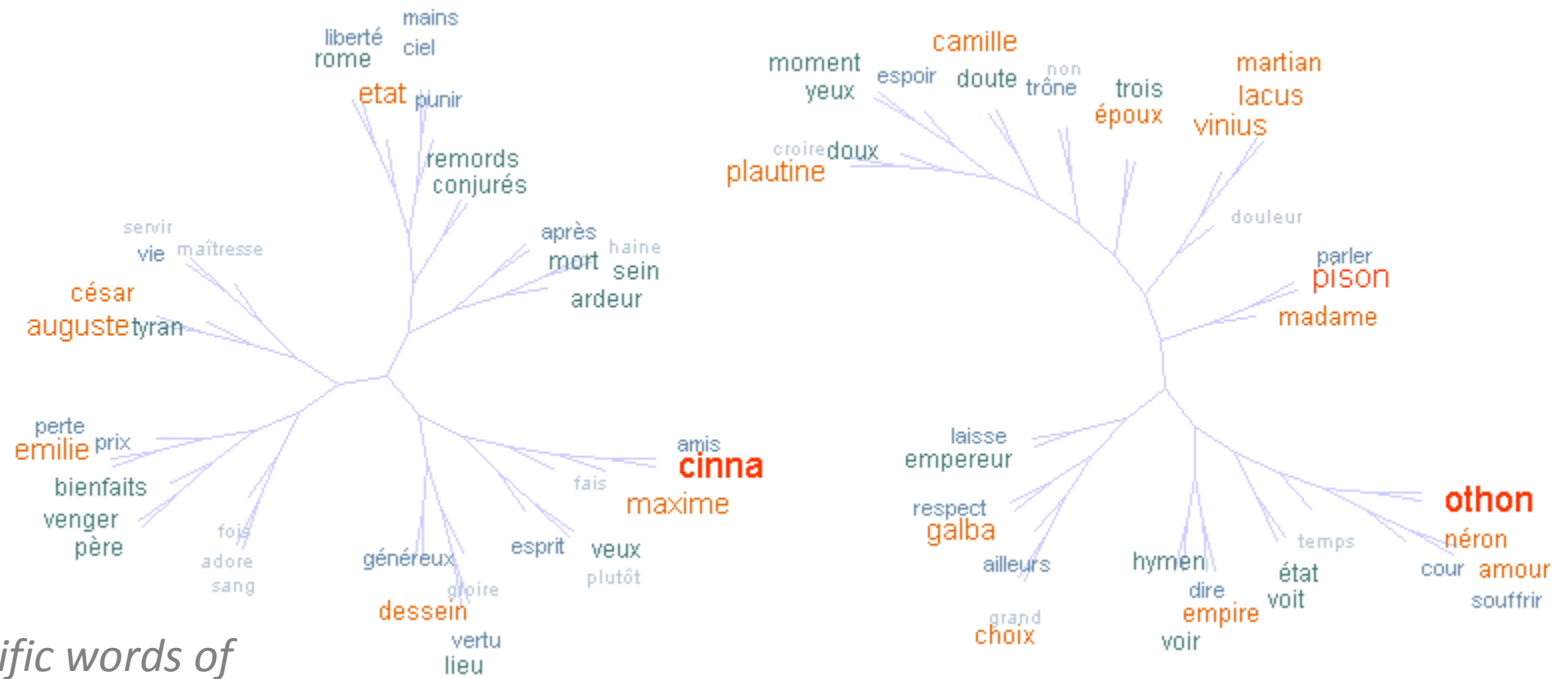 mains
liberté
ciel
rome
etat
punir
remords
conjurés
servir
vie
maîtresse
après
haine
mort
sein
ardeur
césar
auguste
tyran
perte
emilie
prix
bienfaits
venger
père
fois
adore
sang
amis
cinna
fais
maxime
généreux
esprit
veux
plutôt
gloire
dessein
vertu
lieu
camille
moment
yeux
espoir
doute
non
trône
trois
époux
martian
lacus
vinius
croire
doux
plautine
douleur
parler
pison
madame
laisse
empereur
respect
galba
ailleurs
grand
choix
hymen
dire
empire
voir
temps
état
voit
othon
néron
cour
amour
souffrir
ific words of